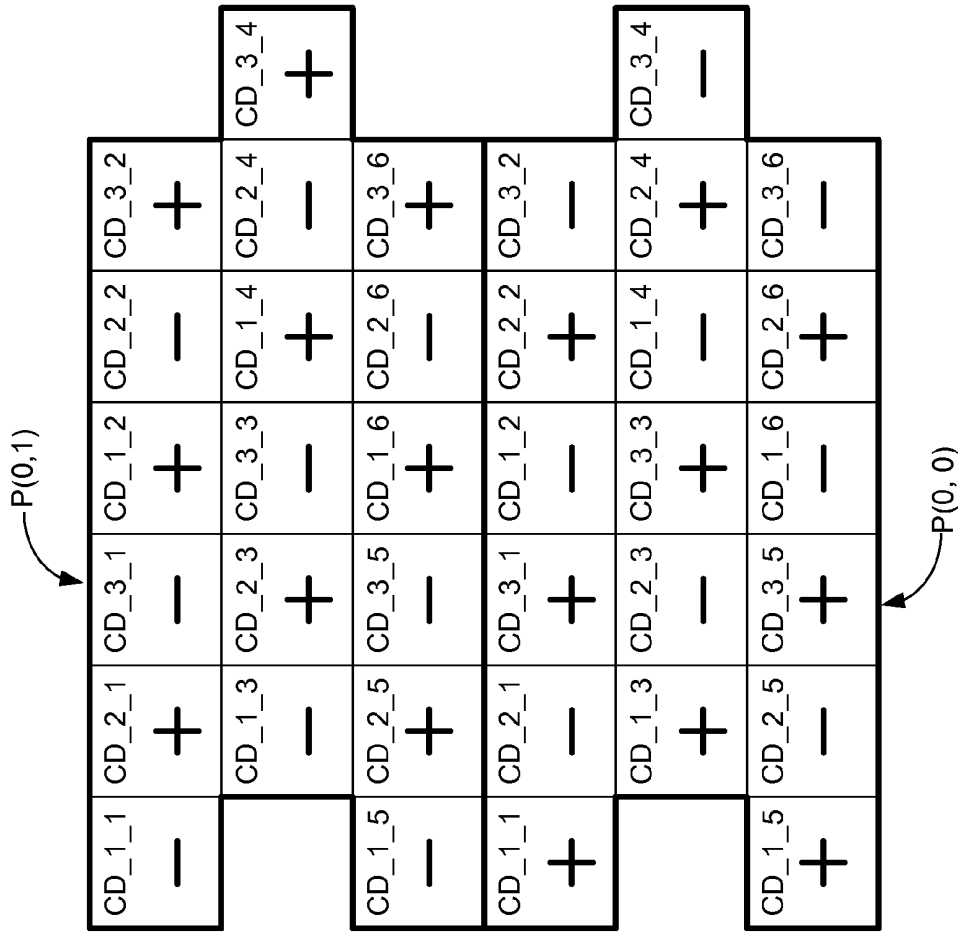 P(0,1)
CD_1_1 CD_2_1 CD_3_1 CD_1_2 CD_2_2 CD_3_2
− + − + − +
CD_1_3 CD_2_3 CD_3_3 CD_1_4 CD_2_4 CD_3_4
− + − + − +
CD_1_5 CD_2_5 CD_3_5 CD_1_6 CD_2_6 CD_3_6
− + − + − +
CD_1_1 CD_2_1 CD_3_1 CD_1_2 CD_2_2 CD_3_2
+ − + − + −
CD_1_3 CD_2_3 CD_3_3 CD_1_4 CD_2_4 CD_3_4
+ − + − + −
CD_1_5 CD_2_5 CD_3_5 CD_1_6 CD_2_6 CD_3_6
+ − + − + −
P(0, 0)